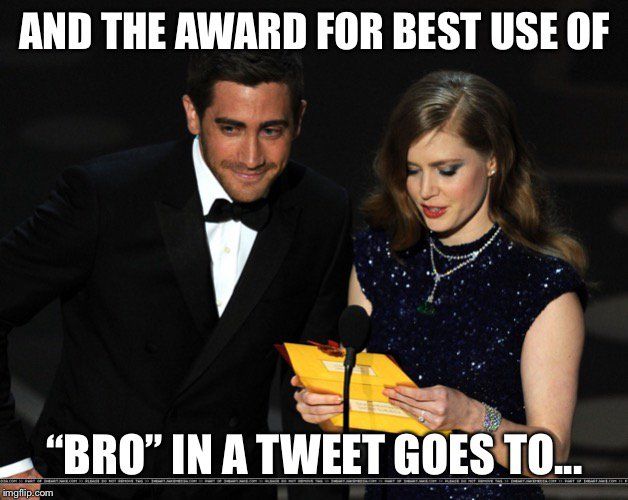 AND THE AWARD FOR BEST USE OF
“BRO” IN A TWEET GOES TO...
imgflip.com